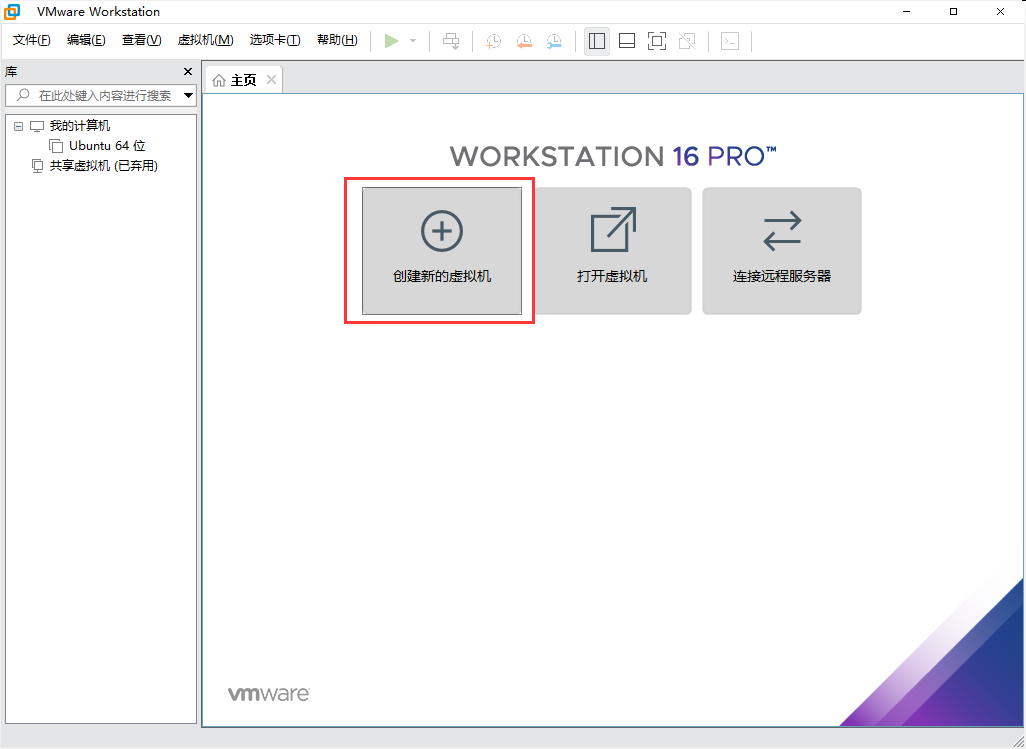 VMware Workstation
文件(F) 编辑(E) 查看(V) 虚拟机(M) 选项卡(T) 帮助(H)
库
在此处键入内容进行搜索
我的计算机
Ubuntu 64 位
共享虚拟机 (已弃用)
主页
WORKSTATION 16 PRO™
创建新的虚拟机 打开虚拟机 连接远程服务器
vmware